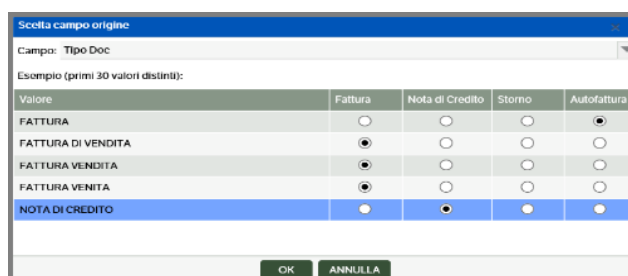 Scelta campo origine
Campo: Tipo Doc
Esempio (primi 30 valori distinti):
Valore Fattura Nota di Credito Storno Autofattura
FATTURA
FATTURA DI VENDITA
FATTURA VENDITA
FATTURA VENITA
NOTA DI CREDITO
OK ANNULLA